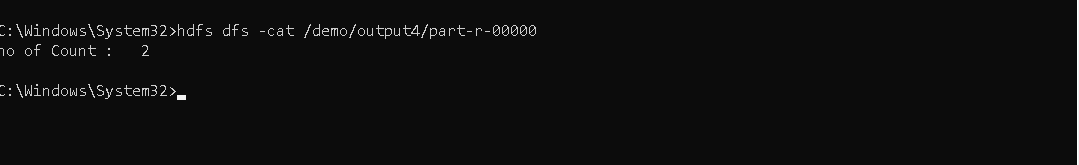 C:\Windows\System32>hdfs dfs -cat /demo/output4/part-r-00000
no of Count :   2
C:\Windows\System32>